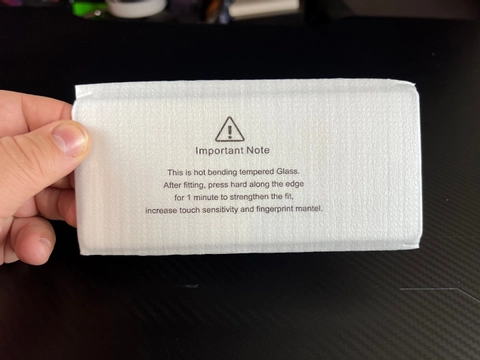 Important Note
This is hot bending tempered Glass.
After fitting, press hard along the edge
for 1 minute to strengthen the fit,
increase touch sensitivity and fingerprint mantel.